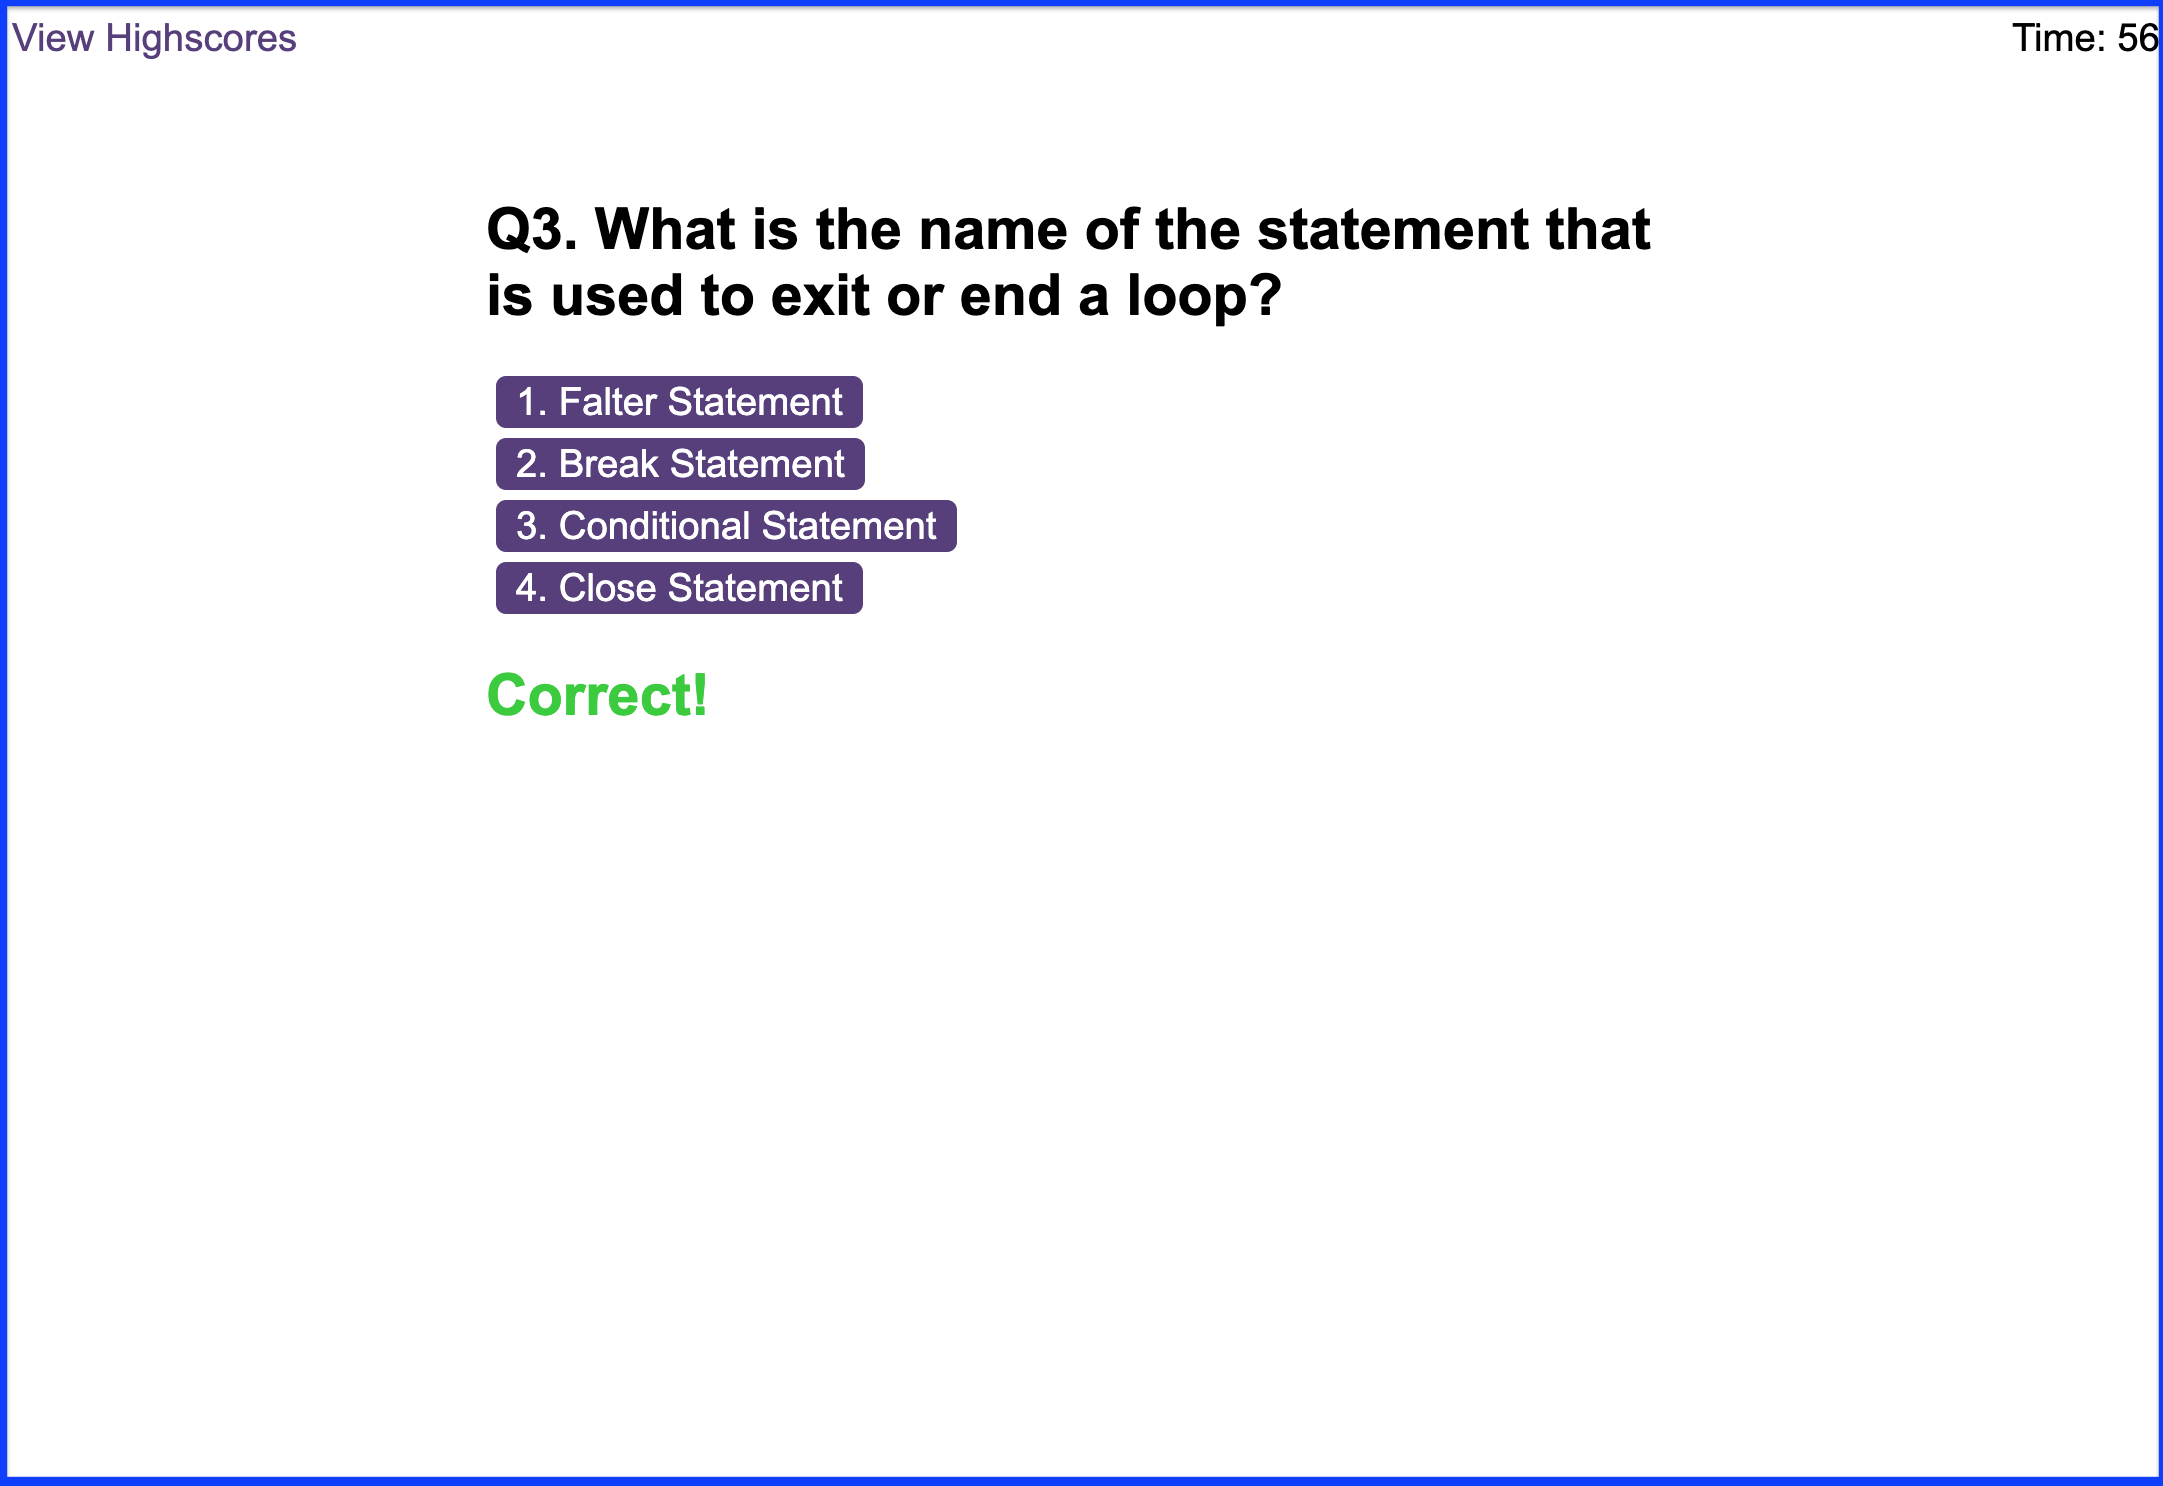 View Highscores
Time: 56
Q3. What is the name of the statement that
is used to exit or end a loop?
1. Falter Statement
2. Break Statement
3. Conditional Statement
4. Close Statement
Correct!